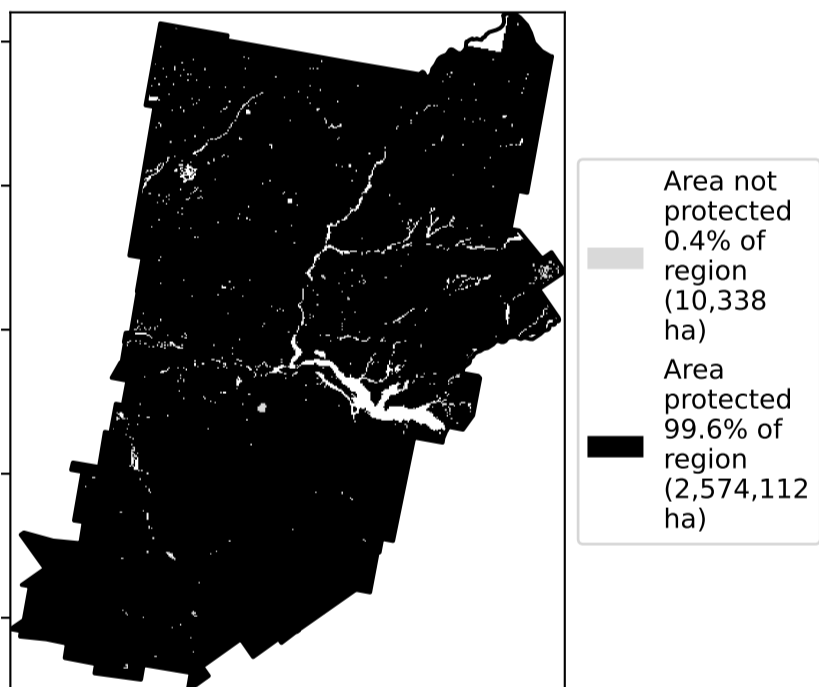 Area not
protected
0.4% of
region
(10,338
ha)
Area
protected
99.6% of
region
(2,574,112
ha)